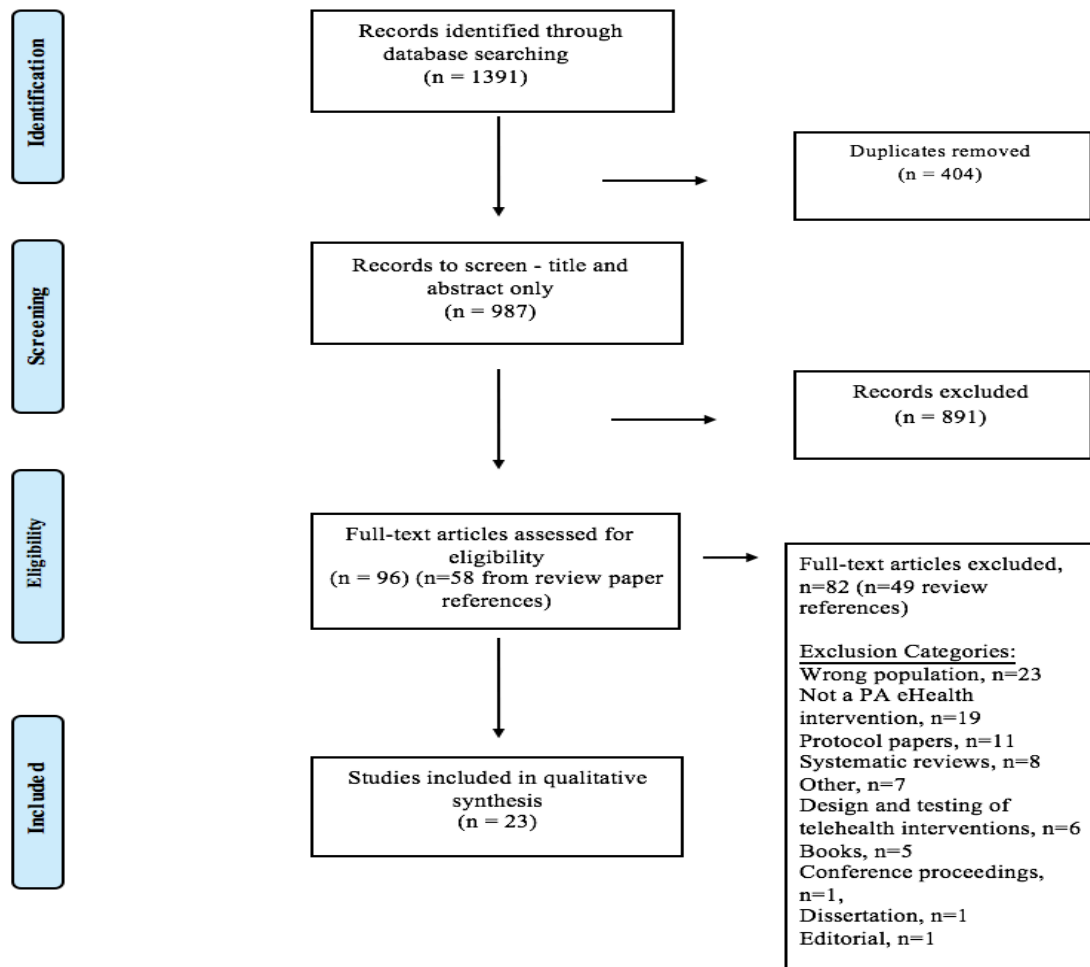 Identification
Records identified through
database searching
(n = 1391)
Duplicates removed
(n = 404)
Screening
Records to screen - title and
abstract only
(n = 987)
Records excluded
(n = 891)
Eligibility
Full-text articles assessed for
eligibility
(n = 96) (n=58 from review paper
references)
Full-text articles excluded,
n=82 (n=49 review
references)
Exclusion Categories:
Wrong population, n=23
Not a PA eHealth
intervention, n=19
Protocol papers, n=11
Systematic reviews, n=8
Other, n=7
Design and testing of
telehealth interventions, n=6
Books, n=5
Conference proceedings,
n=1,
Dissertation, n=1
Editorial, n=1
Included
Studies included in qualitative
synthesis
(n = 23)